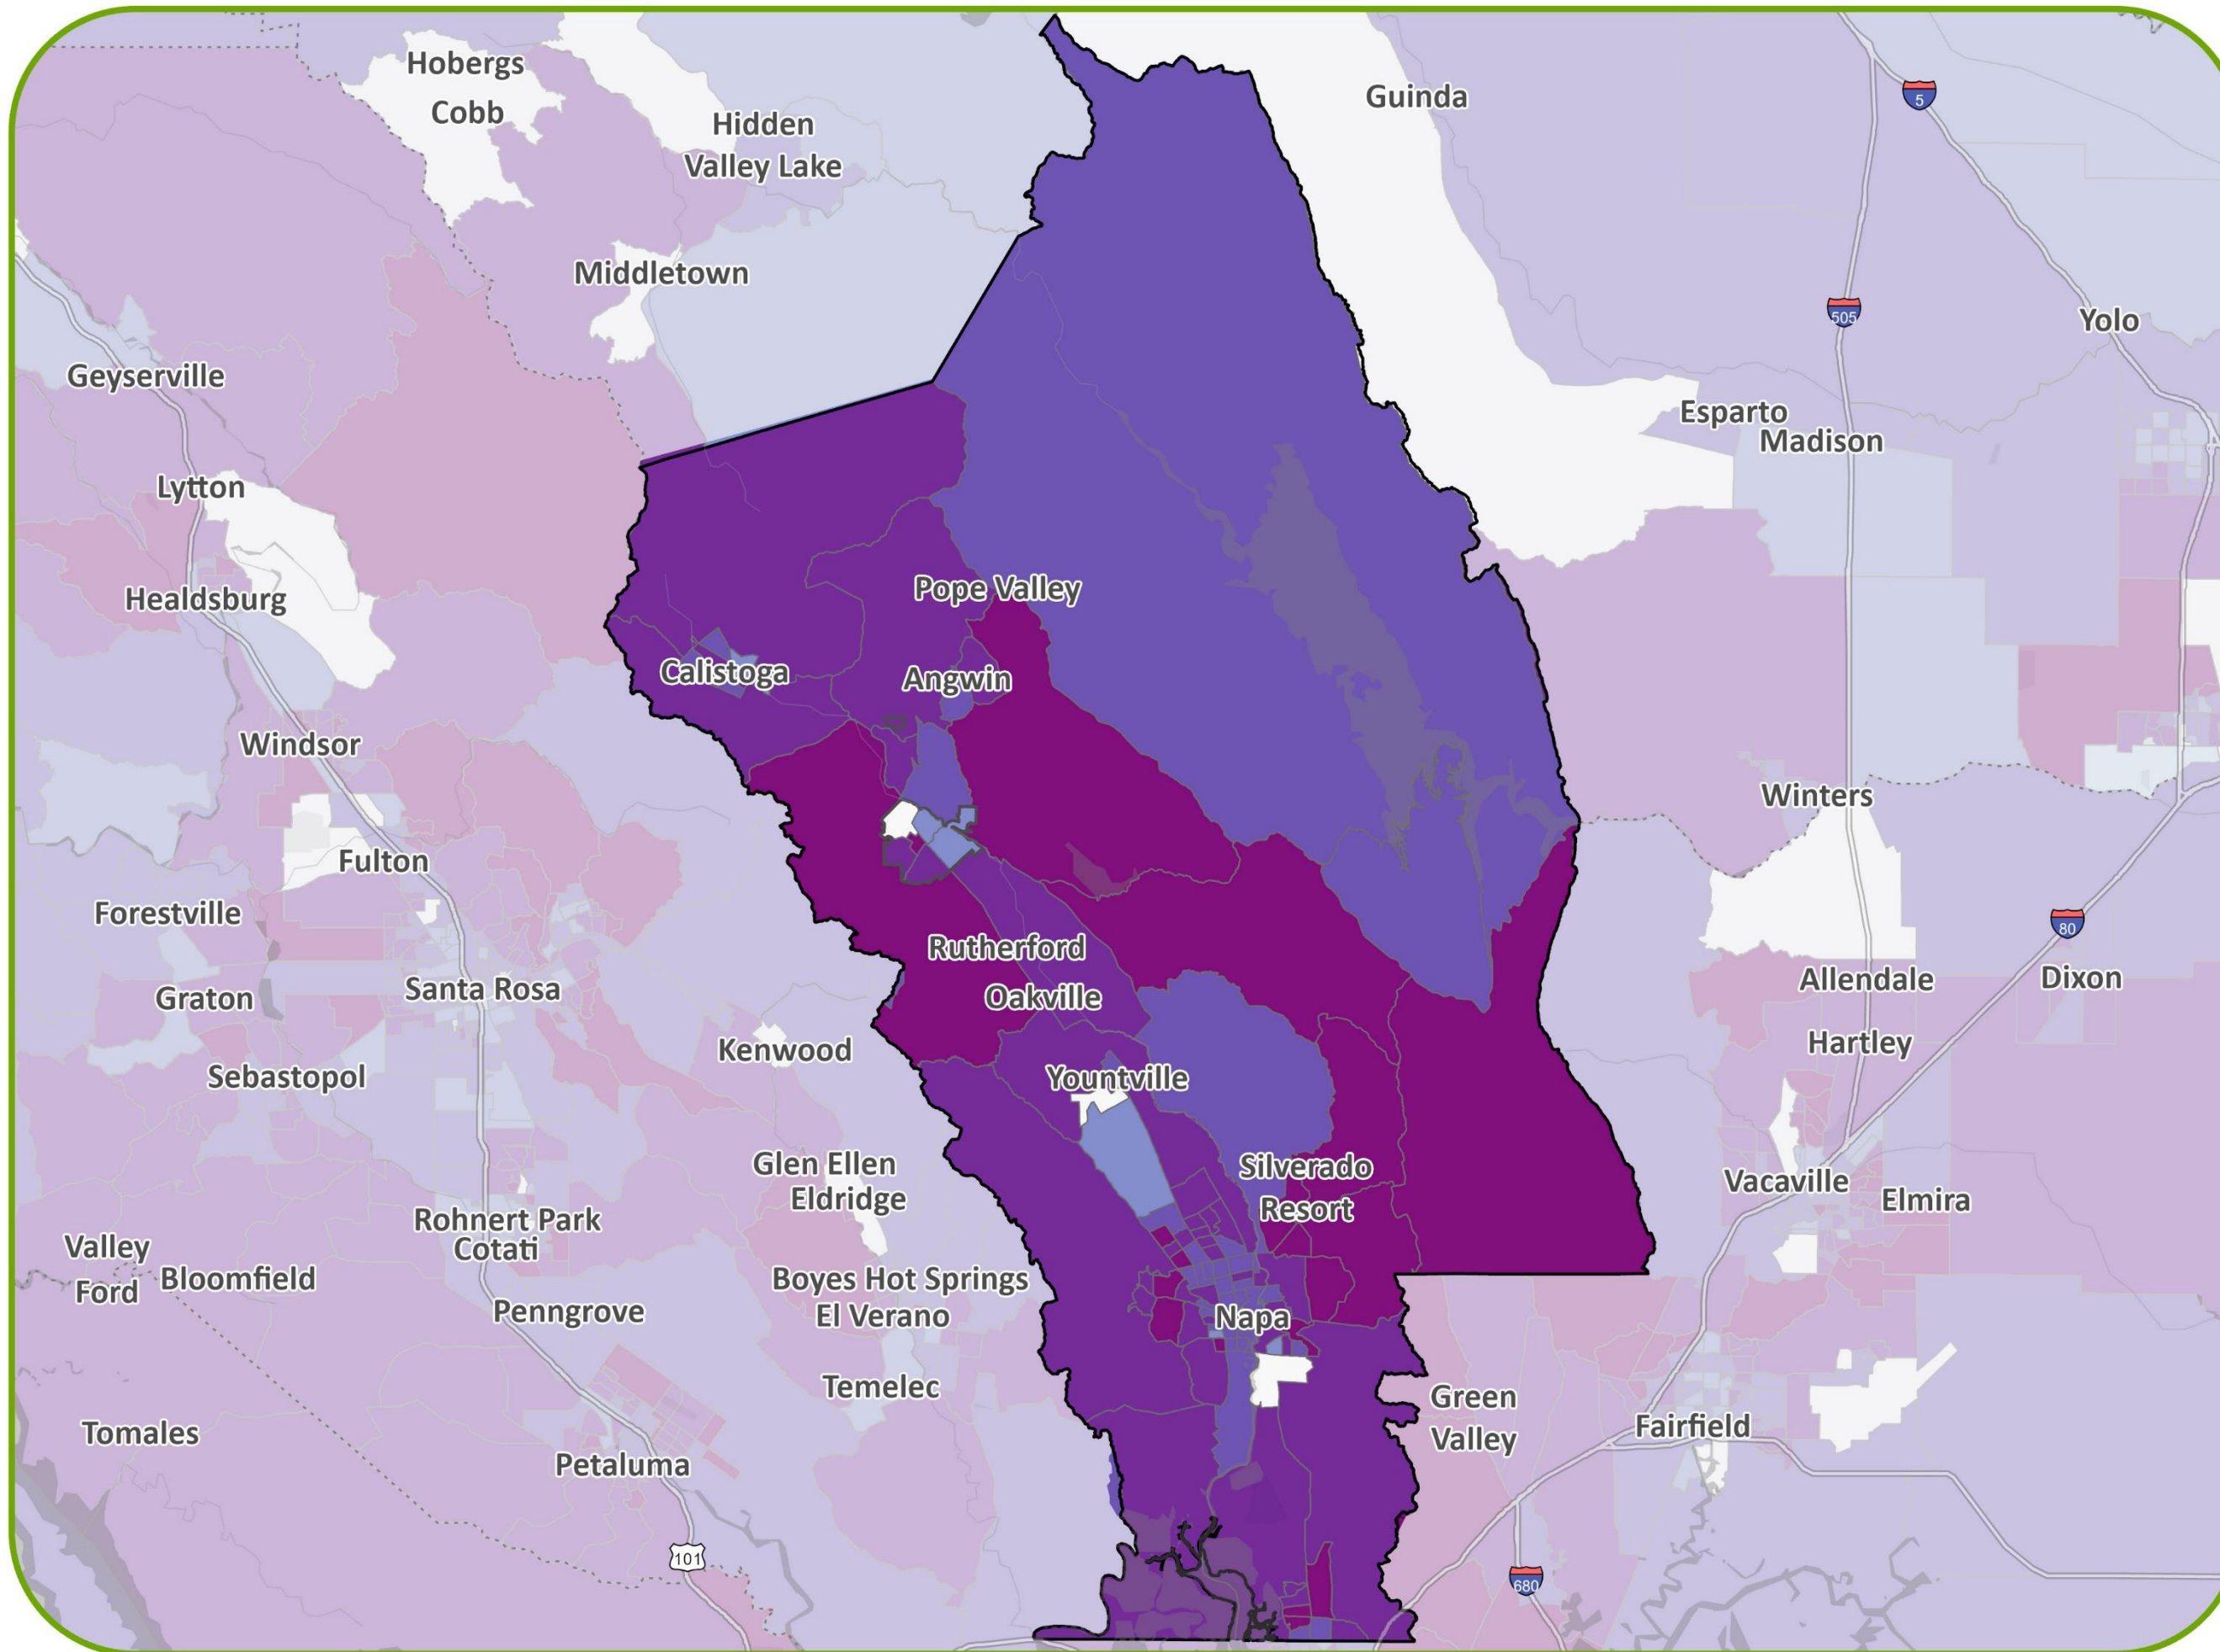 Hobergs
Cobb
Hidden
Valley Lake
Guinda
5
Middletown
505
Yolo
Geyserville
Esparto
Madison
Lytton
Healdsburg
Pope Valley
Calistoga
Angwin
Windsor
Winters
Fulton
Forestville
80
Rutherford
Santa Rosa
Graton
Oakville
Allendale
Dixon
Kenwood
Hartley
Sebastopol
Yountville
Glen Ellen
Eldridge
Silverado
Resort
Vacaville
Elmira
Rohnert Park
Cotati
Valley
Ford
Bloomfield
Boyes Hot Springs
El Verano
Penngrove
Napa
Temelec
Green
Valley
Fairfield
Tomales
Petaluma
101
680